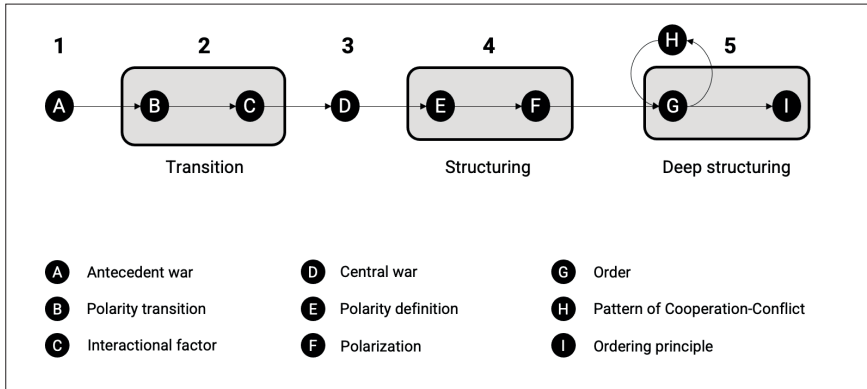 1 2 3 4 5
H
A B C D E F G I
Transition Structuring Deep structuring
A Antecedent war D Central war G Order
B Polarity transition E Polarity definition H Pattern of Cooperation-Conflict
C Interactional factor F Polarization I Ordering principle